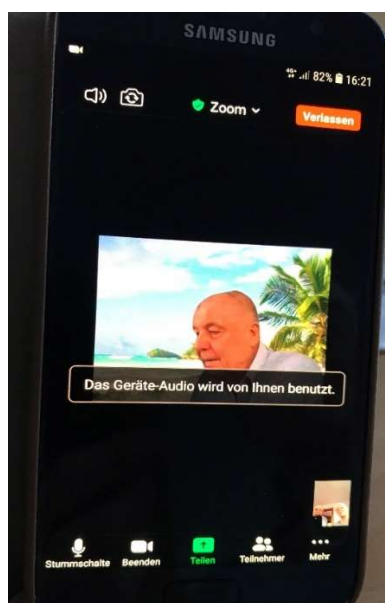 SAMSUNG
82% 16:21
Zoom
Verlassen
Das Geräte-Audio wird von Ihnen benutzt.
Stummschalte Beenden Teilen Teilnehmer Mehr